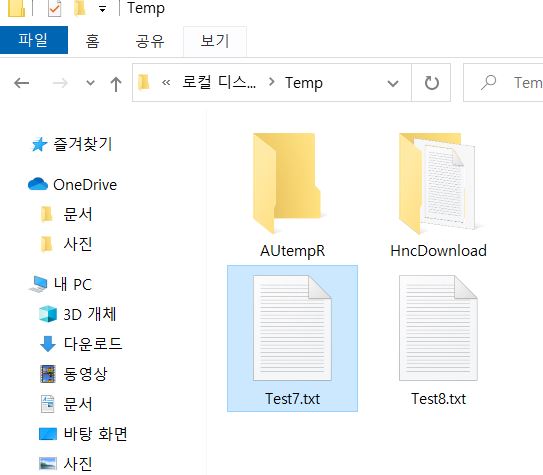 Temp
파일 홈 공유 보기
« 로컬 디스... > Temp Tem
즐겨찾기
OneDrive
문서
사진
내 PC
3D 개체
다운로드
동영상
문서
바탕 화면
사진
AUtempR HncDownload
Test7.txt Test8.txt